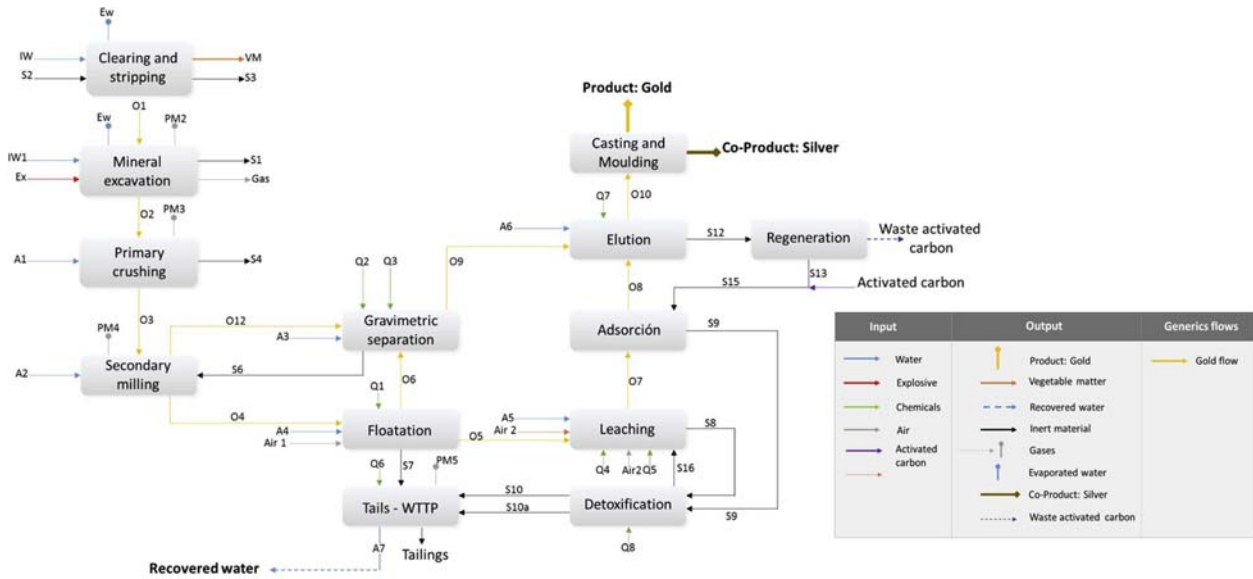 Ew
IW
Clearing and
stripping
VM
S2
S3
O1
Ew
PM2
IW1
Mineral
excavation
S1
Ex
Gas
O2
PM3
Primary
crushing
A1
S4
O3
PM4
Secondary
milling
A2
O12
S6
O4
Q2
Q3
Gravimetric
separation
A3
O9
O6
Q1
Floatation
A4
Air 1
O5
S7
Q6
PM5
Tails - WTTP
A7
Tailings
Recovered water
Product: Gold
Casting and
Moulding
Co-Product: Silver
O10
Q7
A6
Elution
S12
Regeneration
Waste activated
carbon
S13
Activated carbon
S15
O8
Adsorción
S9
O7
A5
Air 2
Leaching
S8
Q4
Air2
Q5
S16
S10
S10a
Detoxification
S9
Q8
Input
Output
Generics flows
Water
Explosive
Chemicals
Air
Activated
carbon
Product: Gold
Vegetable matter
Recovered water
Inert material
Gases
Evaporated water
Co-Product: Silver
Waste activated carbon
Gold flow